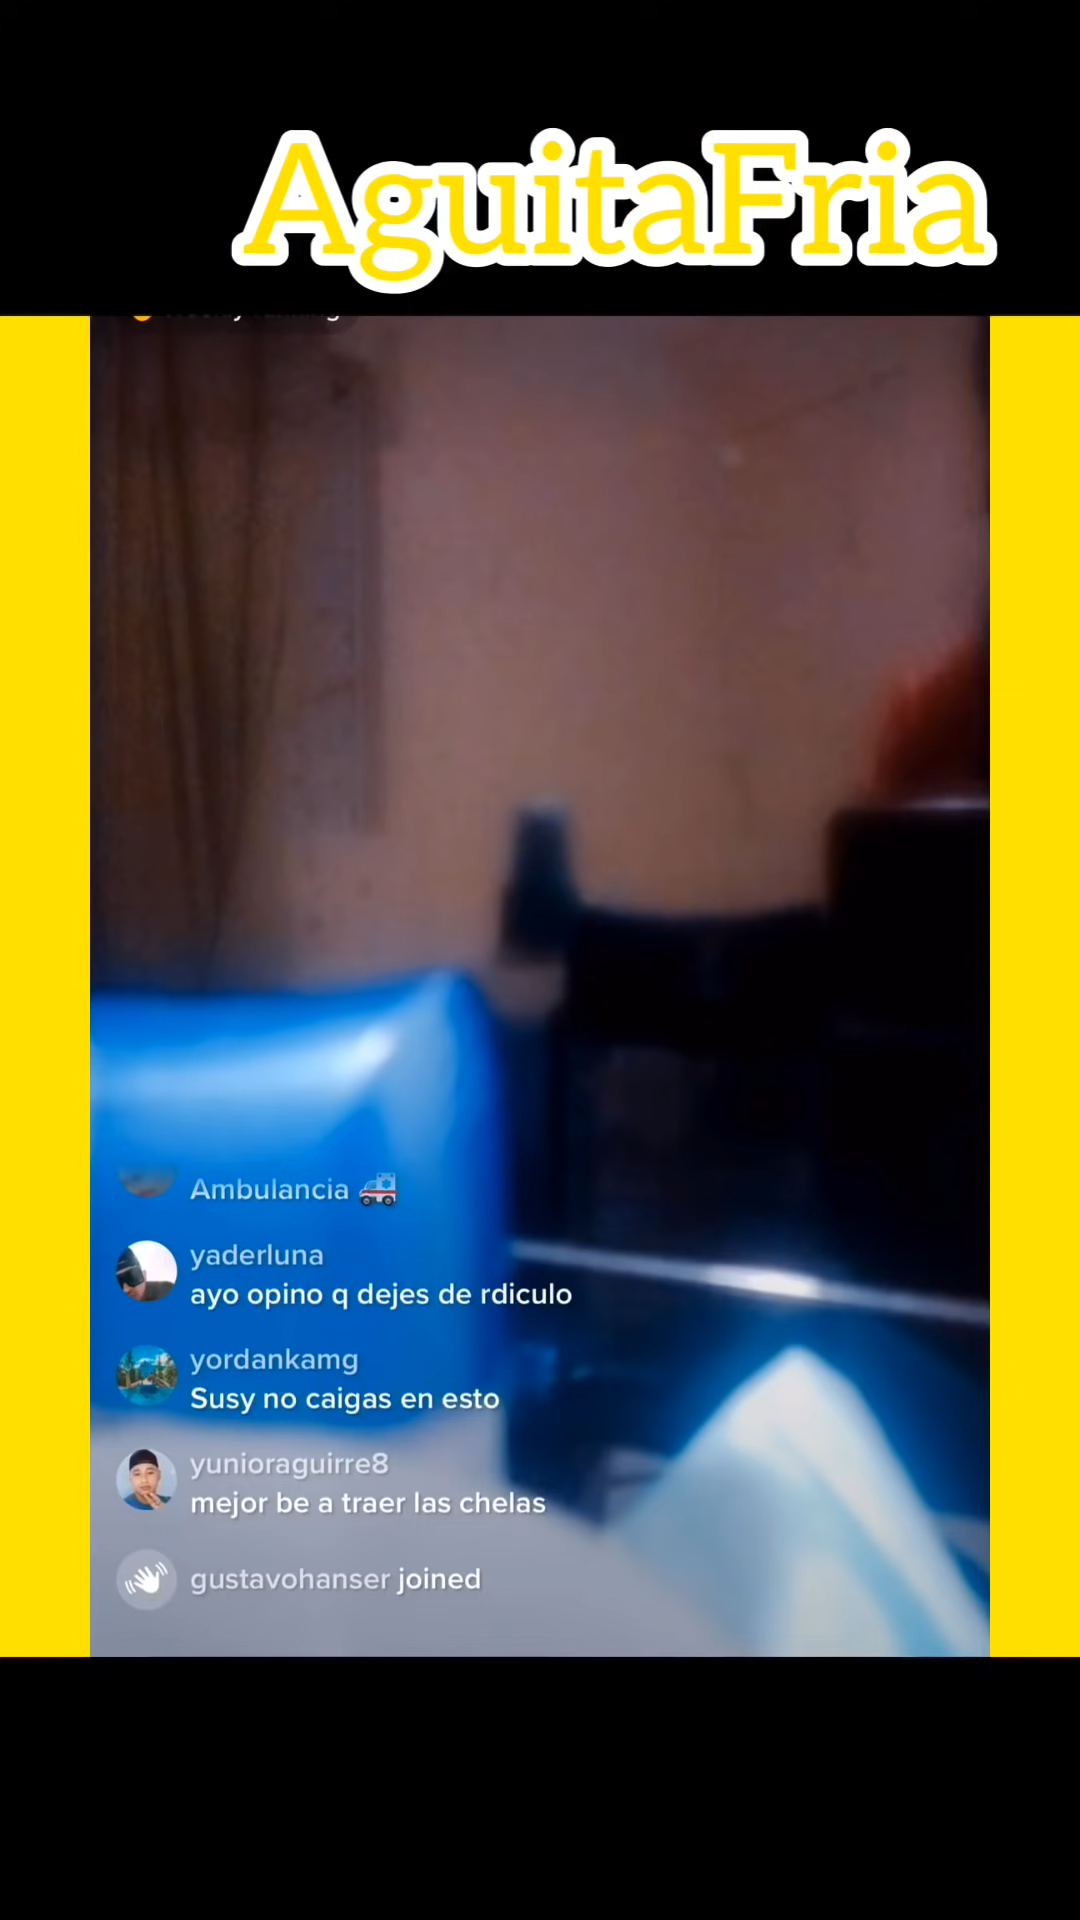 AguitaFria
Ambulancia
yaderluna
ayo opino q dejes de rdiculo
yordankamg
Susy no caigas en esto
yunioraguirre8
mejor be a traer las chelas
gustavohanser joined